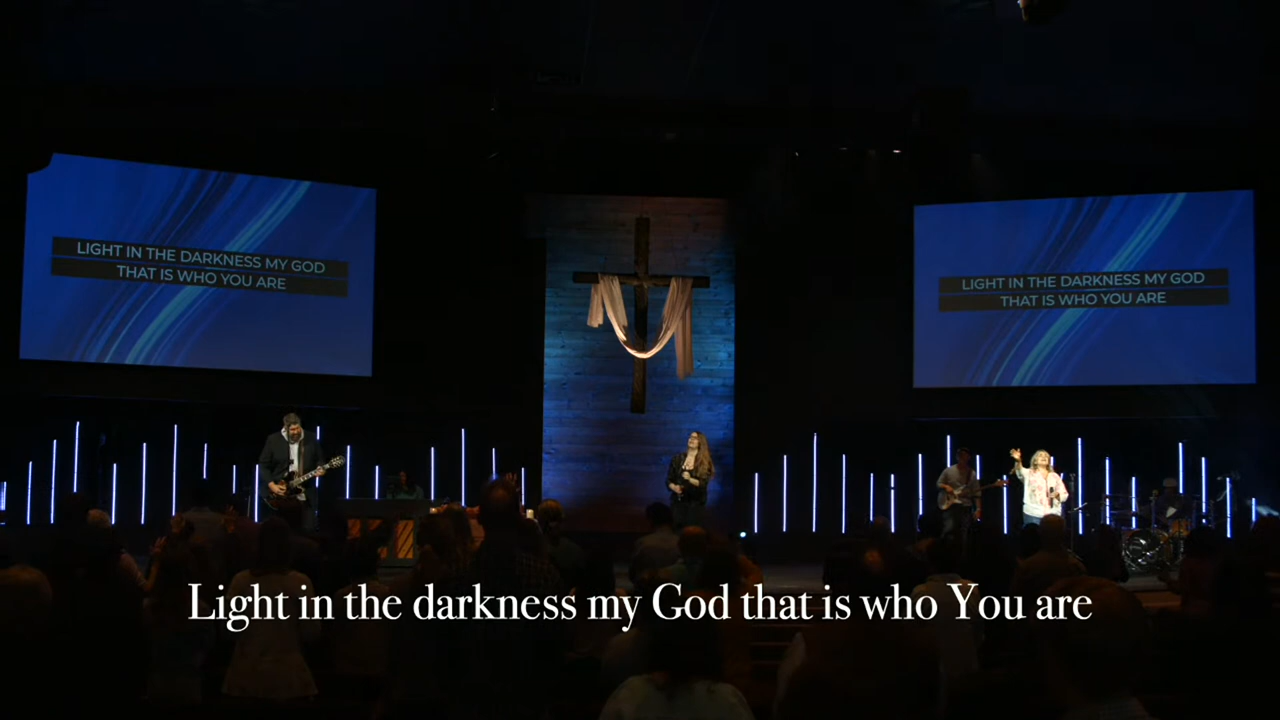 LIGHT IN THE DARKNESS MY GOD
THAT IS WHO YOU ARE
LIGHT IN THE DARKNESS MY GOD
THAT IS WHO YOU ARE
Light in the darkness my God that is who You are